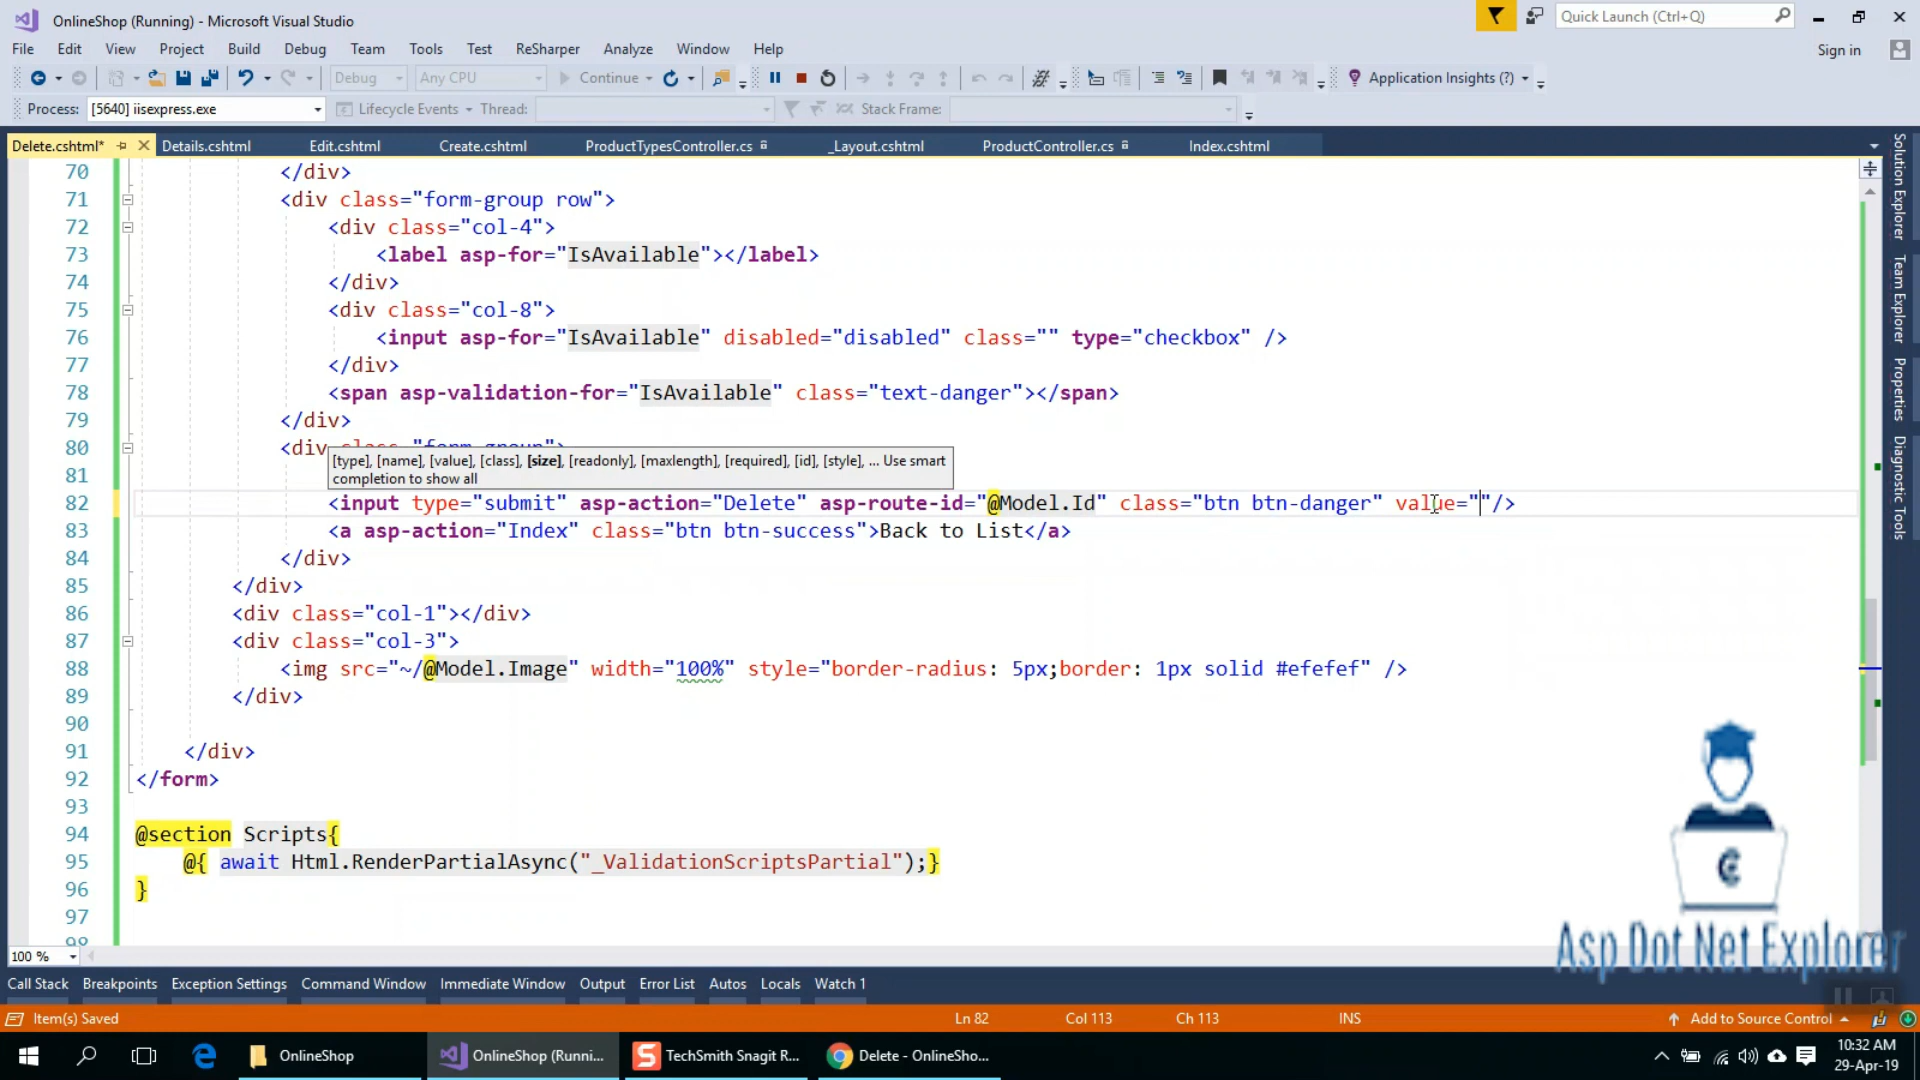 OnlineShop (Running) - Microsoft Visual Studio
Quick Launch (Ctrl+Q)
File Edit View Project Build Debug Team Tools Test ReSharper Analyze Window Help
Sign in
Debug Any CPU Continue Application Insights (?)
Process: [5640] iisexpress.exe Lifecycle Events Thread: Stack Frame:
Delete.cshtml* Details.cshtml Edit.cshtml Create.cshtml ProductTypesController.cs _Layout.cshtml ProductController.cs Index.cshtml
70 </div>
71 <div class="form-group row">
72 <div class="col-4">
73 <label asp-for="IsAvailable"></label>
74 </div>
75 <div class="col-8">
76 <input asp-for="IsAvailable" disabled="disabled" class="" type="checkbox" />
77 </div>
78 <span asp-validation-for="IsAvailable" class="text-danger"></span>
79 </div>
80 <div class="form-group">
[type], [name], [value], [class], [size], [readonly], [maxlength], [required], [id], [style], ... Use smart
completion to show all
81
82 <input type="submit" asp-action="Delete" asp-route-id="@Model.Id" class="btn btn-danger" value=""/>
83 <a asp-action="Index" class="btn btn-success">Back to List</a>
84 </div>
85 </div>
86 <div class="col-1"></div>
87 <div class="col-3">
88 <img src="~/@Model.Image" width="100%" style="border-radius: 5px;border: 1px solid #efefef" />
89 </div>
90
91 </div>
92 </form>
93
94 @section Scripts{
95 @{ await Html.RenderPartialAsync("_ValidationScriptsPartial");}
96 }
97
98
100 %
Solution Explorer
Team Explorer
Properties
Diagnostic Tools
Asp Dot Net Explorer
Call Stack Breakpoints Exception Settings Command Window Immediate Window Output Error List Autos Locals Watch 1
Item(s) Saved Ln 82 Col 113 Ch 113 INS Add to Source Control
OnlineShop OnlineShop (Runni... TechSmith Snagit R... Delete - OnlineSho...
10:32 AM
29-Apr-19